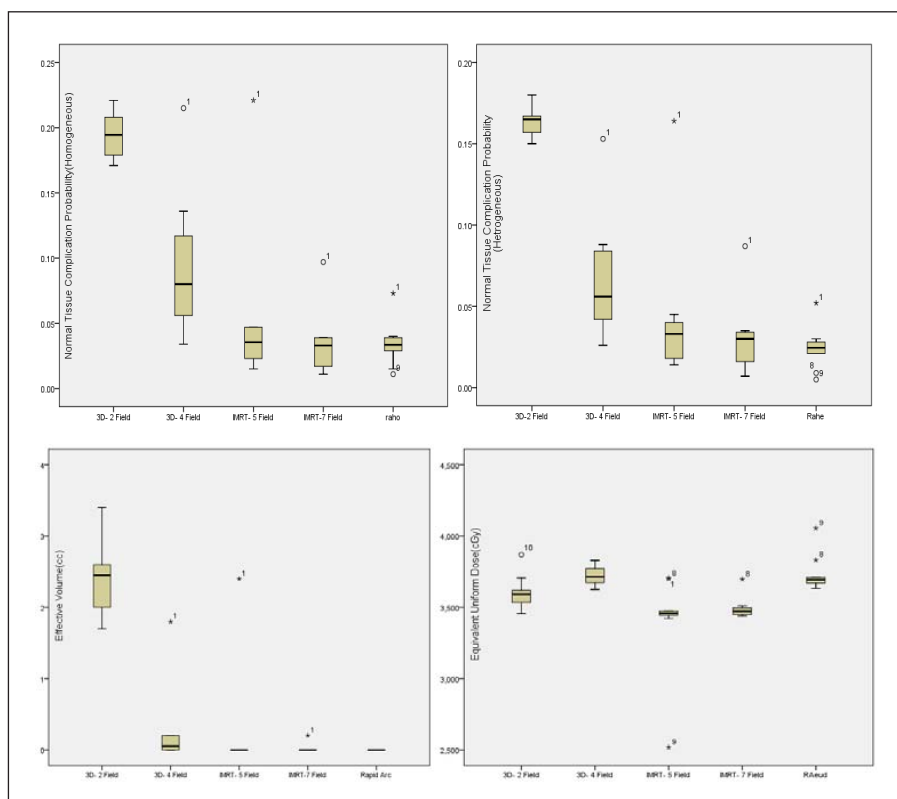 Normal Tissue Complication Probability(Homogeneous)
0.25
0.20
0.15
0.10
0.05
0.00
1
1
1
1
9
3D- 2 Field
3D- 4 Field
IMRT- 5 Field
IMRT-7 Field
raho
Normal Tissue Complication Probability
(Hetrogeneous)
0.20
0.15
0.10
0.05
0.00
1
1
1
1
8
9
3D-2 Field
3D- 4 Field
IMRT- 5 Field
IMRT- 7 Field
Rahe
Effective Volume(cc)
4
3
2
1
0
1
1
1
3D- 2 Field
3D- 4 Field
IMRT- 5 Field
IMRT-7 Field
Rapid Arc
Equivalent Uniform Dose(cGy)
4,500
4,000
3,500
3,000
2,500
10
8
1
9
8
9
8
3D- 2 Field
3D- 4 Field
IMRT- 5 Field
IMRT- 7 Field
RAeud